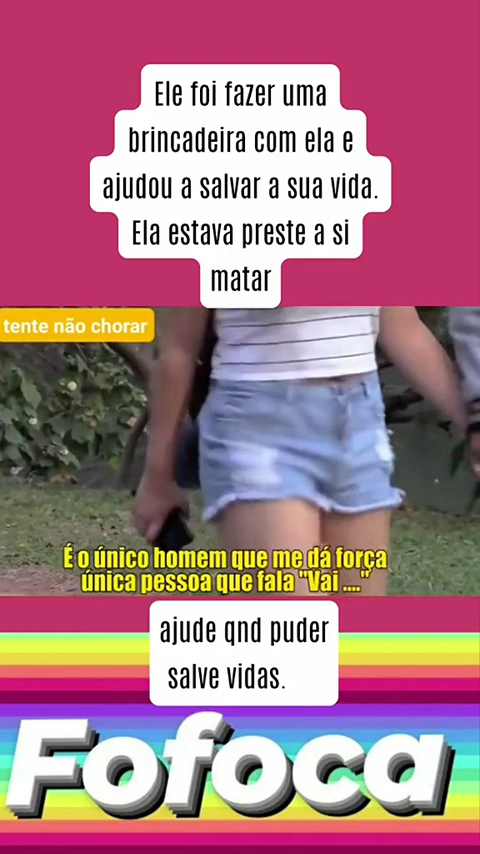 Ele foi fazer uma
brincadeira com ela e
ajudou a salvar a sua vida.
Ela estava preste a si
matar
tente não chorar
É o único homem que me dá força
única pessoa que fala "Vai ...."
ajude qnd puder
salve vidas.
Fofoca